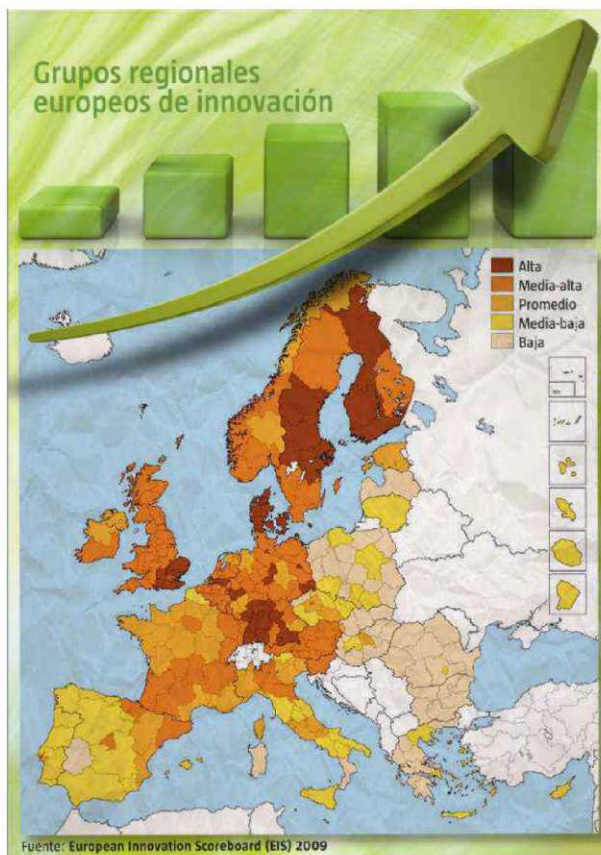 Grupos regionales
europeos de innovación
Alta
Media-alta
Promedio
Media-baja
Baja
Fuente: European Innovation Scoreboard (EIS) 2009